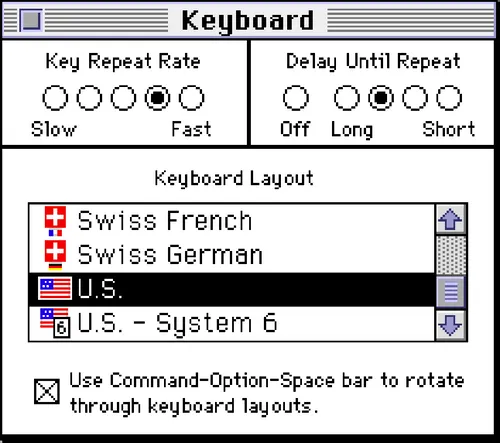 Keyboard
Key Repeat Rate
Slow Fast
Delay Until Repeat
Off Long Short
Keyboard Layout
Swiss French
Swiss German
U.S.
6 U.S. - System 6
Use Command-Option-Space bar to rotate
through keyboard layouts.